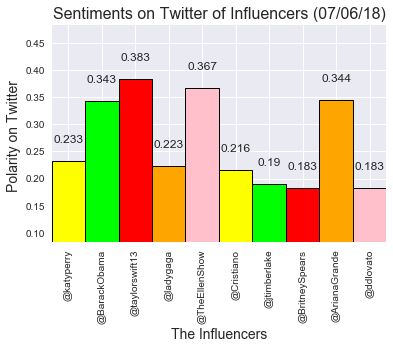 Sentiments on Twitter of Influencers (07/06/18)
Polarity on Twitter
0.45
0.40
0.35
0.30
0.25
0.20
0.15
0.10
0.233
0.343
0.383
0.223
0.367
0.216
0.19
0.183
0.344
0.183
@katyperry
@BarackObama
@taylorswift13
@ladygaga
@TheEllenShow
@Cristiano
@jtimberlake
@BritneySpears
@ArianaGrande
@ddlovato
The Influencers